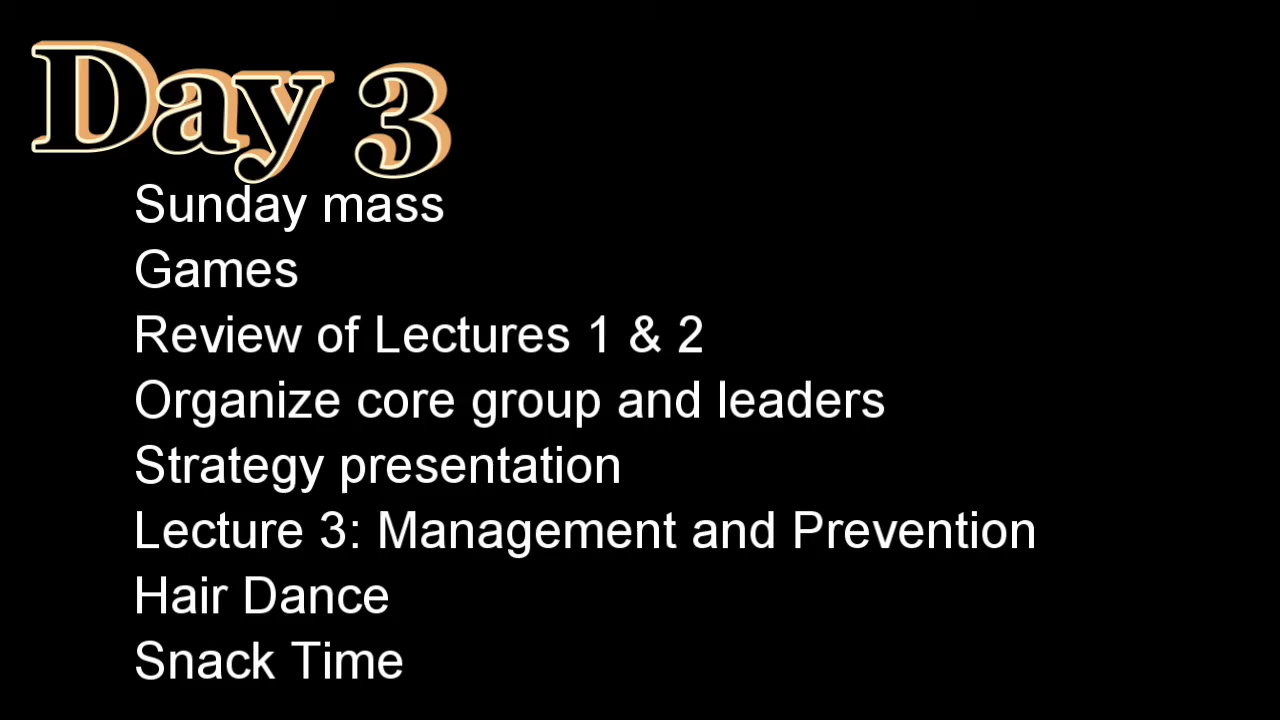 Day 3
Sunday mass
Games
Review of Lectures 1 & 2
Organize core group and leaders
Strategy presentation
Lecture 3: Management and Prevention
Hair Dance
Snack Time